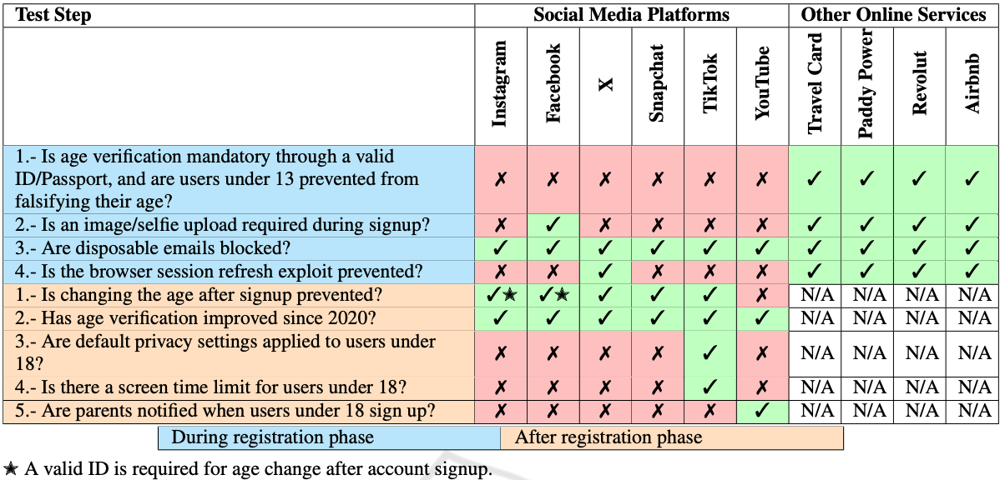 Test Step Social Media Platforms Other Online Services
Instagram Facebook X Snapchat TikTok YouTube Travel Card Paddy Power Revolut Airbnb
1.- Is age verification mandatory through a valid
ID/Passport, and are users under 13 prevented from ✗ ✗ ✗ ✗ ✗ ✗ ✓ ✓ ✓ ✓
falsifying their age?
2.- Is an image/selfie upload required during signup? ✗ ✓ ✗ ✗ ✗ ✗ ✓ ✓ ✓ ✓
3.- Are disposable emails blocked? ✓ ✓ ✓ ✓ ✓ ✓ ✓ ✓ ✓ ✓
4.- Is the browser session refresh exploit prevented? ✗ ✗ ✓ ✗ ✗ ✗ ✓ ✓ ✓ ✓
1.- Is changing the age after signup prevented? ✓★ ✓★ ✓ ✓ ✓ ✗ N/A N/A N/A N/A
2.- Has age verification improved since 2020? ✓ ✓ ✓ ✓ ✓ ✓ N/A N/A N/A N/A
3.- Are default privacy settings applied to users under
18? ✗ ✗ ✗ ✗ ✓ ✗ N/A N/A N/A N/A
4.- Is there a screen time limit for users under 18? ✗ ✗ ✗ ✗ ✓ ✗ N/A N/A N/A N/A
5.- Are parents notified when users under 18 sign up? ✗ ✗ ✗ ✗ ✗ ✓ N/A N/A N/A N/A
During registration phase After registration phase
★ A valid ID is required for age change after account signup.